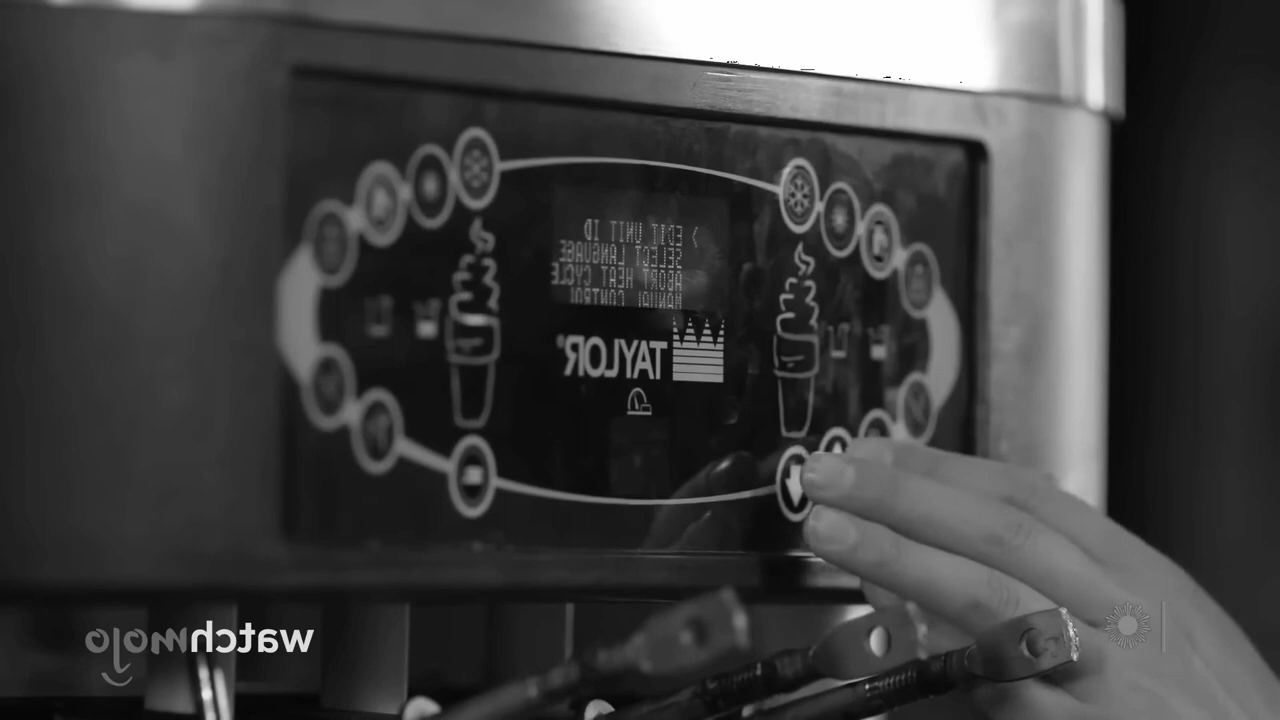 > EDIT UNIT ID
SELECT LANGUAGE
ABORT HEAT CYCLE
MANUAL CONTROL
TAYLOR®
watchmojo